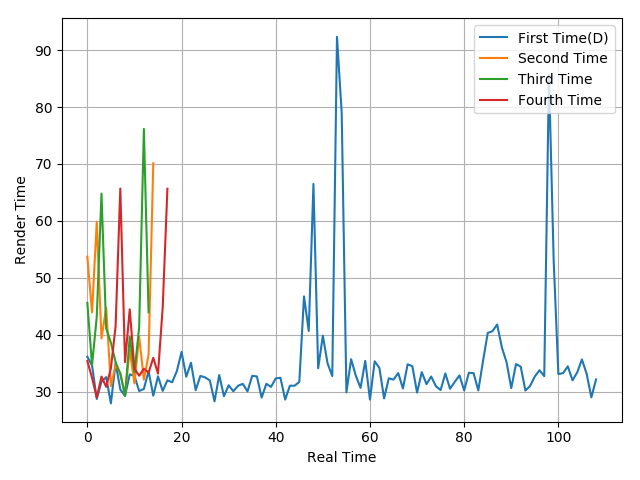 First Time(D)
Second Time
Third Time
Fourth Time
Render Time
90
80
70
60
50
40
30
0 20 40 60 80 100
Real Time